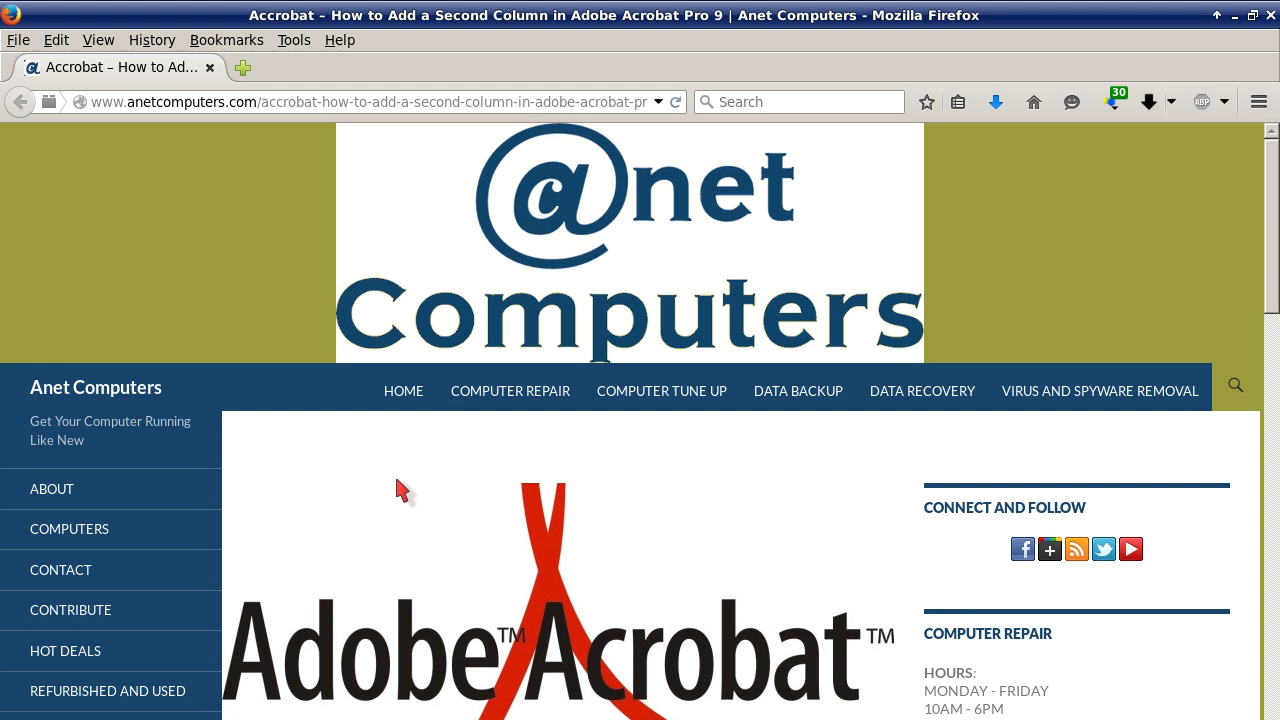 Accrobat – How to Add a Second Column in Adobe Acrobat Pro 9 | Anet Computers - Mozilla Firefox
File Edit View History Bookmarks Tools Help
Accrobat – How to Ad...
www.anetcomputers.com/accrobat-how-to-add-a-second-column-in-adobe-acrobat-pr
Search
30
ABP
@net
Computers
Anet Computers
HOME COMPUTER REPAIR COMPUTER TUNE UP DATA BACKUP DATA RECOVERY VIRUS AND SPYWARE REMOVAL
Get Your Computer Running
Like New
ABOUT
COMPUTERS
CONTACT
CONTRIBUTE
HOT DEALS
REFURBISHED AND USED
Adobe™ Acrobat™
CONNECT AND FOLLOW
COMPUTER REPAIR
HOURS:
MONDAY - FRIDAY
10AM - 6PM